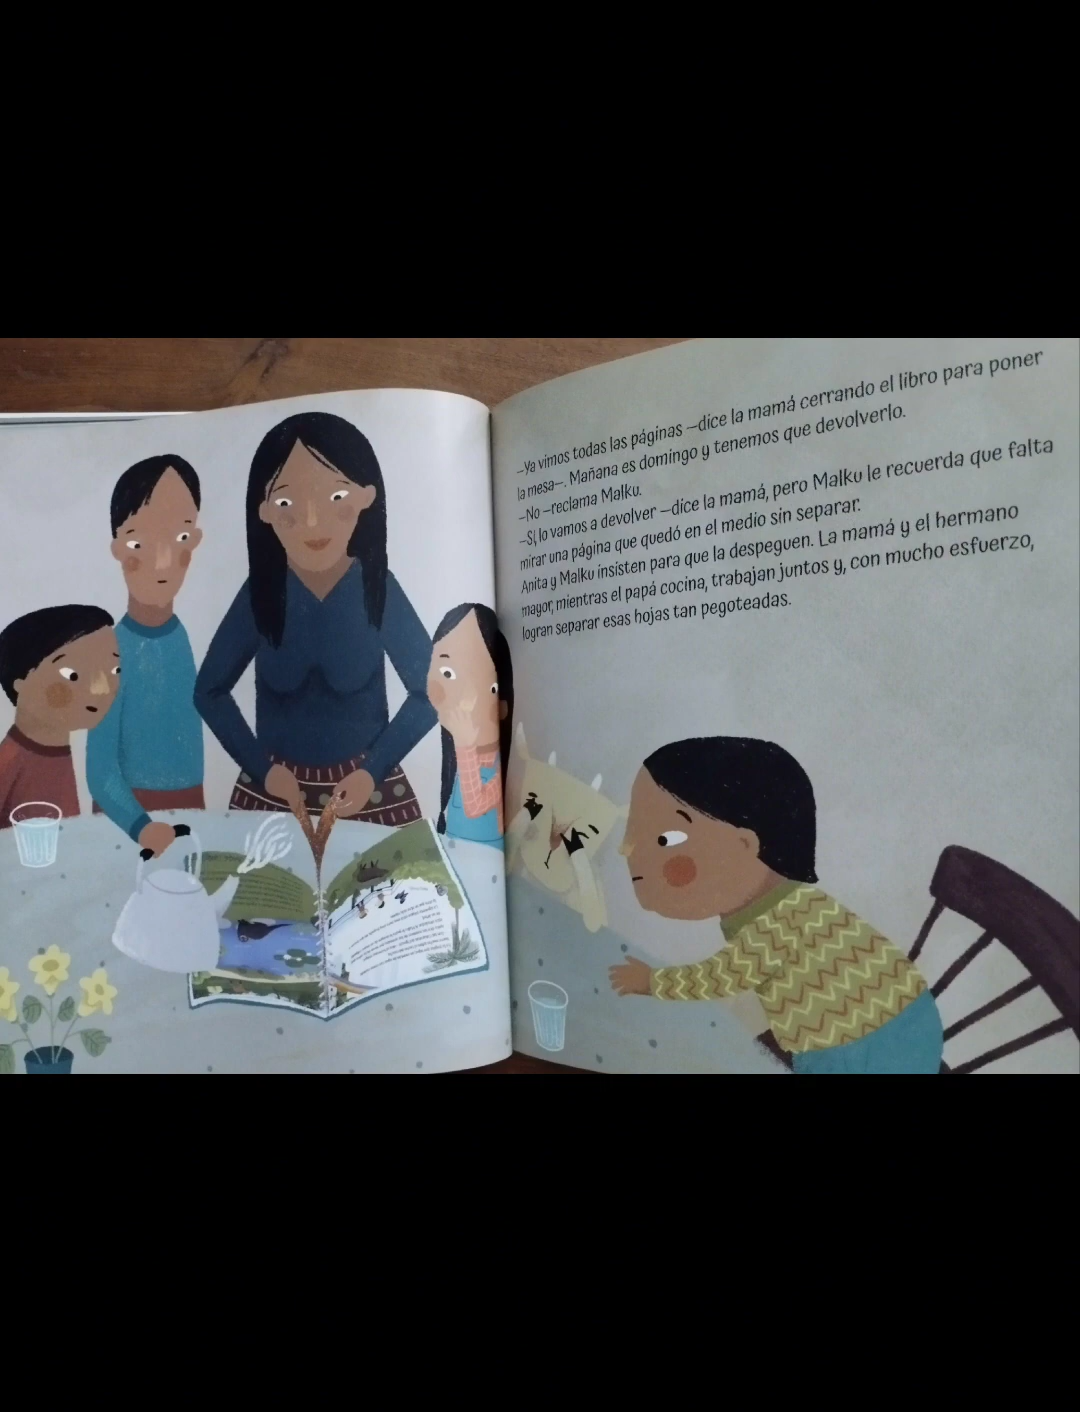 —Ya vimos todas las páginas —dice la mamá cerrando el libro para poner
la mesa—. Mañana es domingo y tenemos que devolverlo.
—No —reclama Malku.
—Sí, lo vamos a devolver —dice la mamá, pero Malku le recuerda que falta
mirar una página que quedó en el medio sin separar.
Anita y Malku insisten para que la despeguen. La mamá y el hermano
mayor, mientras el papá cocina, trabajan juntos y, con mucho esfuerzo,
logran separar esas hojas tan pegoteadas.